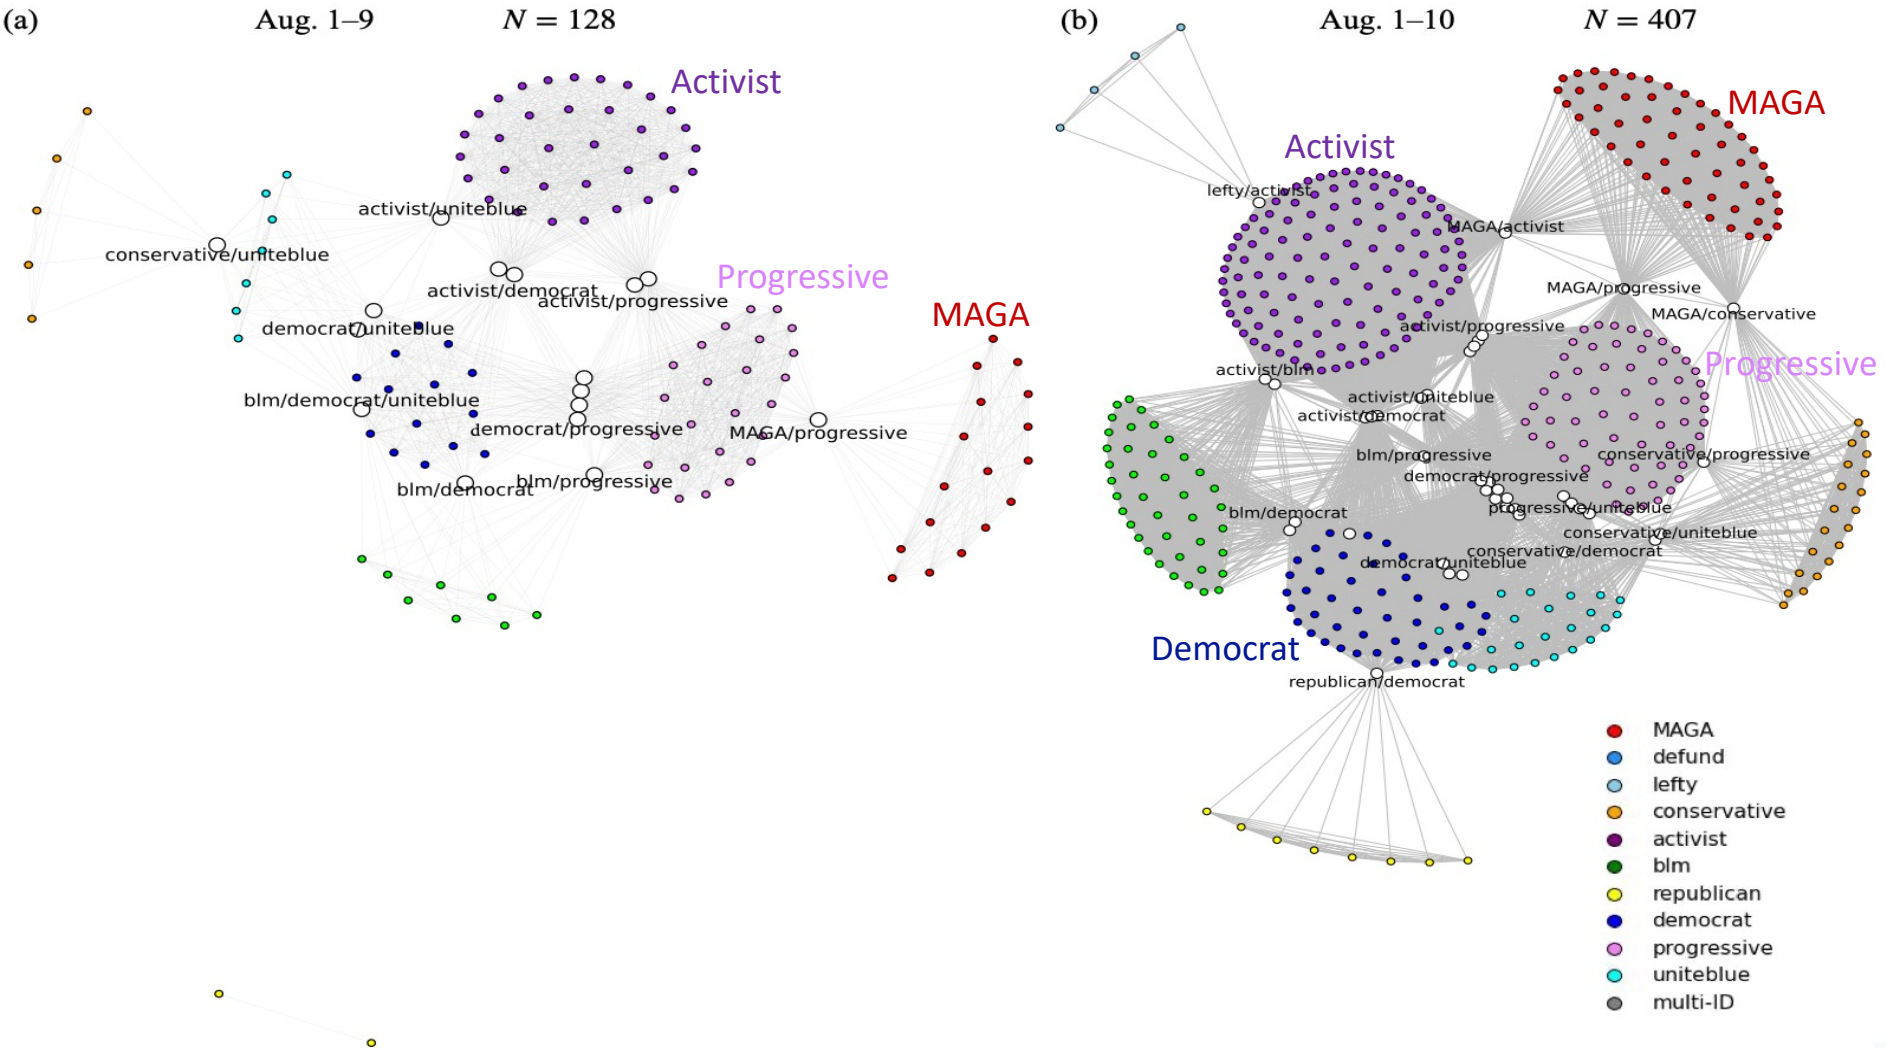 (a) Aug. 1–9 N = 128
Activist
activist/uniteblue
conservative/uniteblue
Progressive
activist/democrat
activist/progressive
MAGA
democrat/uniteblue
blm/democrat/uniteblue
democrat/progressive
MAGA/progressive
blm/progressive
blm/democrat
(b) Aug. 1–10 N = 407
MAGA
Activist
lefty/activist
MAGA/activist
MAGA/progressive
MAGA/conservative
activist/progressive
Progressive
activist/blm
activist/uniteblue
activist/democrat
blm/progressive
conservative/progressive
democrat/progressive
progressive/uniteblue
blm/democrat
conservative/uniteblue
conservative/democrat
democrat/uniteblue
Democrat
republican/democrat
MAGA
defund
lefty
conservative
activist
blm
republican
democrat
progressive
uniteblue
multi-ID